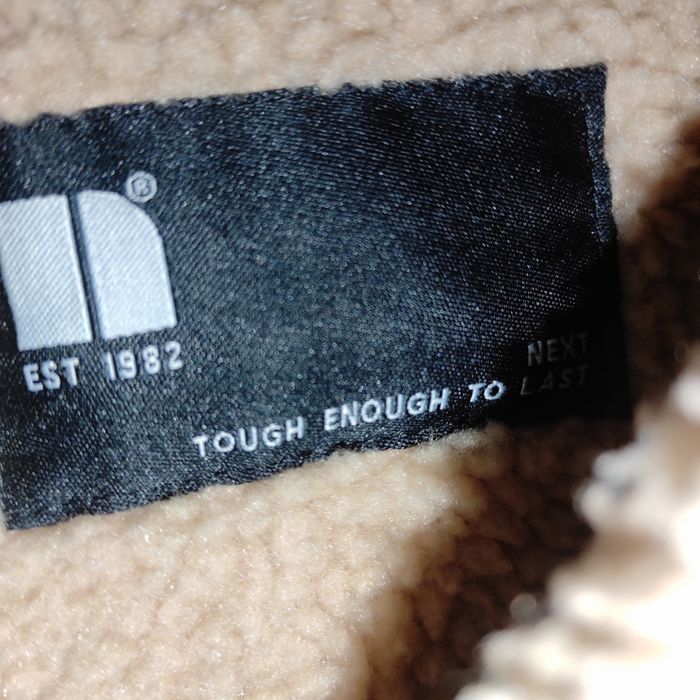 ®
EST 1982
NEXT
TOUGH ENOUGH TO LAST